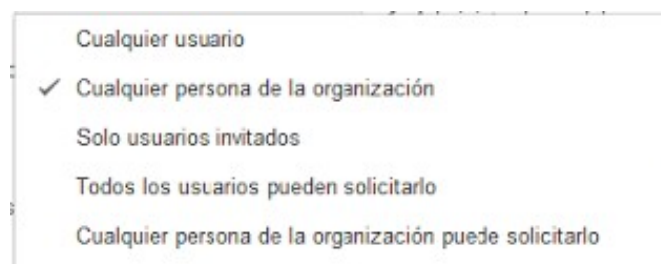 Cualquier usuario
Cualquier persona de la organización
Solo usuarios invitados
Todos los usuarios pueden solicitarlo
Cualquier persona de la organización puede solicitarlo